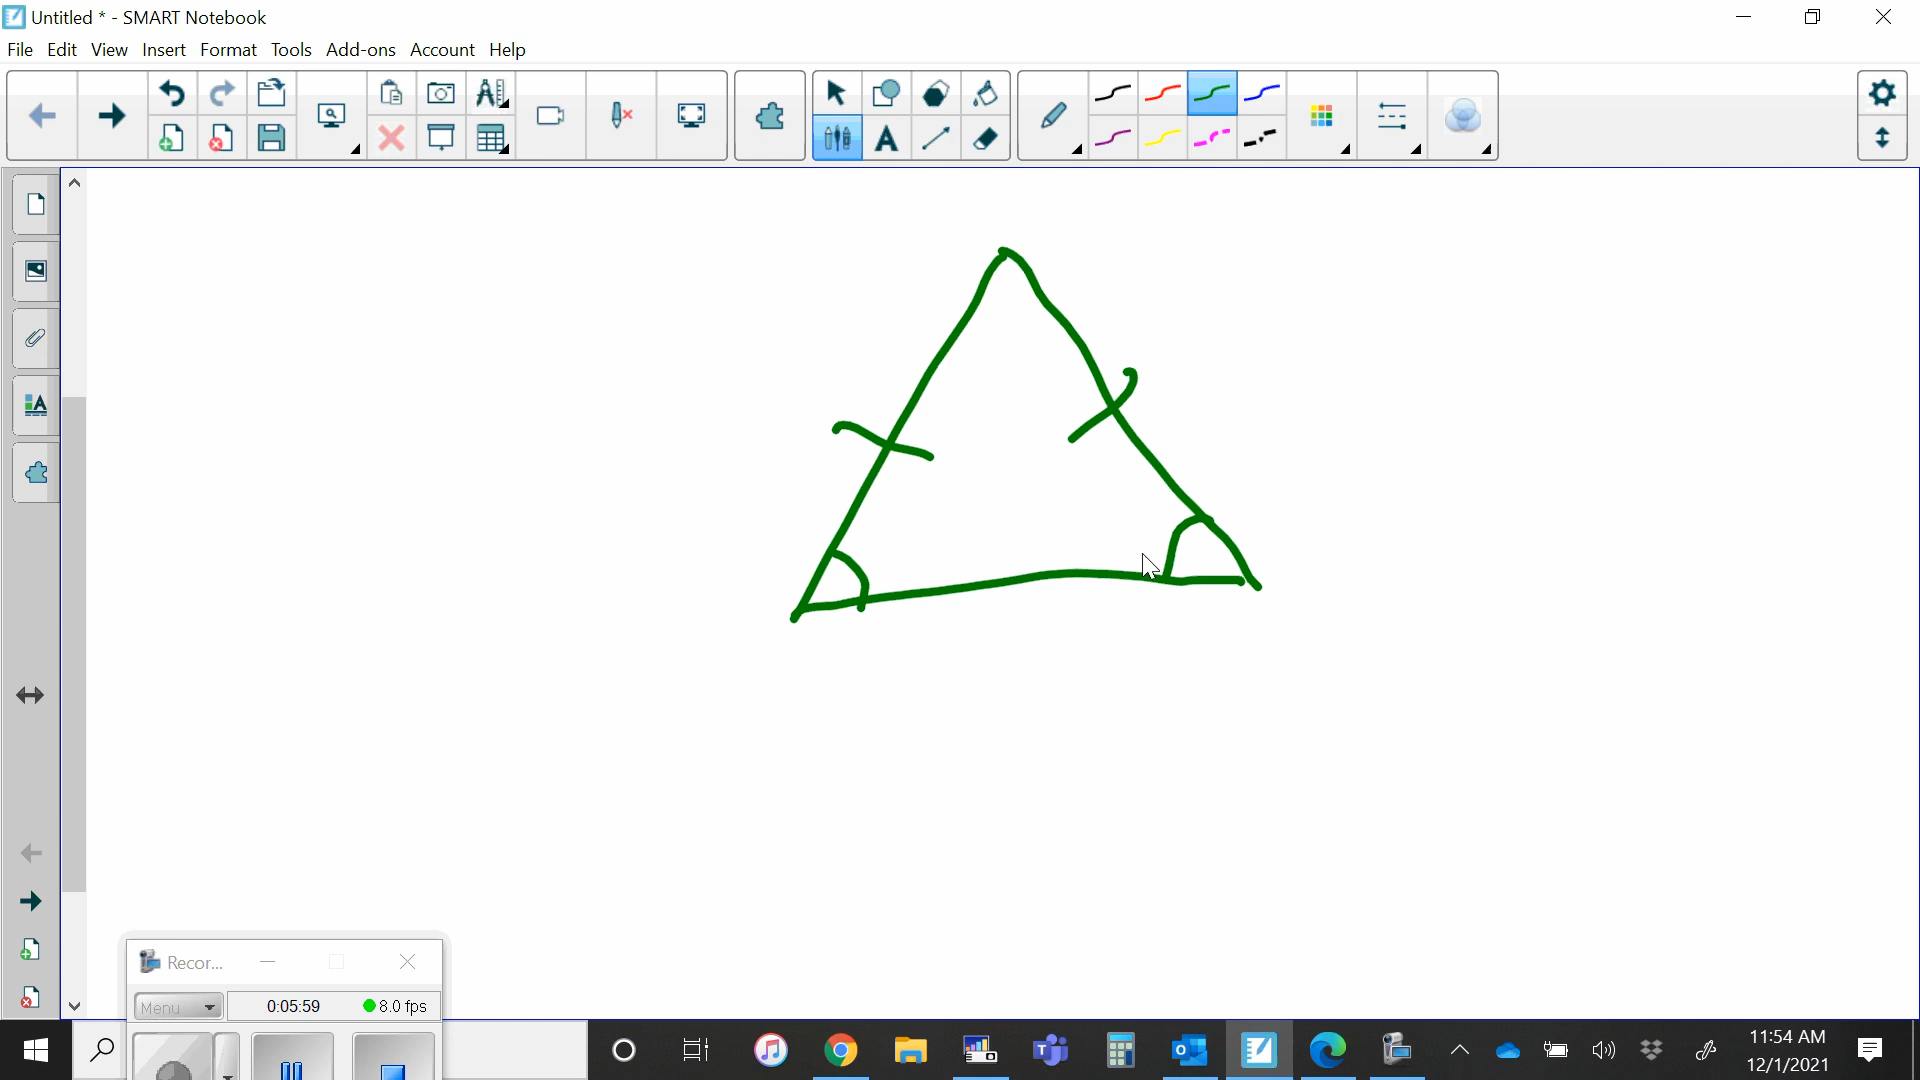 Untitled * - SMART Notebook
File Edit View Insert Format Tools Add-ons Account Help
Recor...
Menu 0:05:59 8.0 fps
11:54 AM
12/1/2021